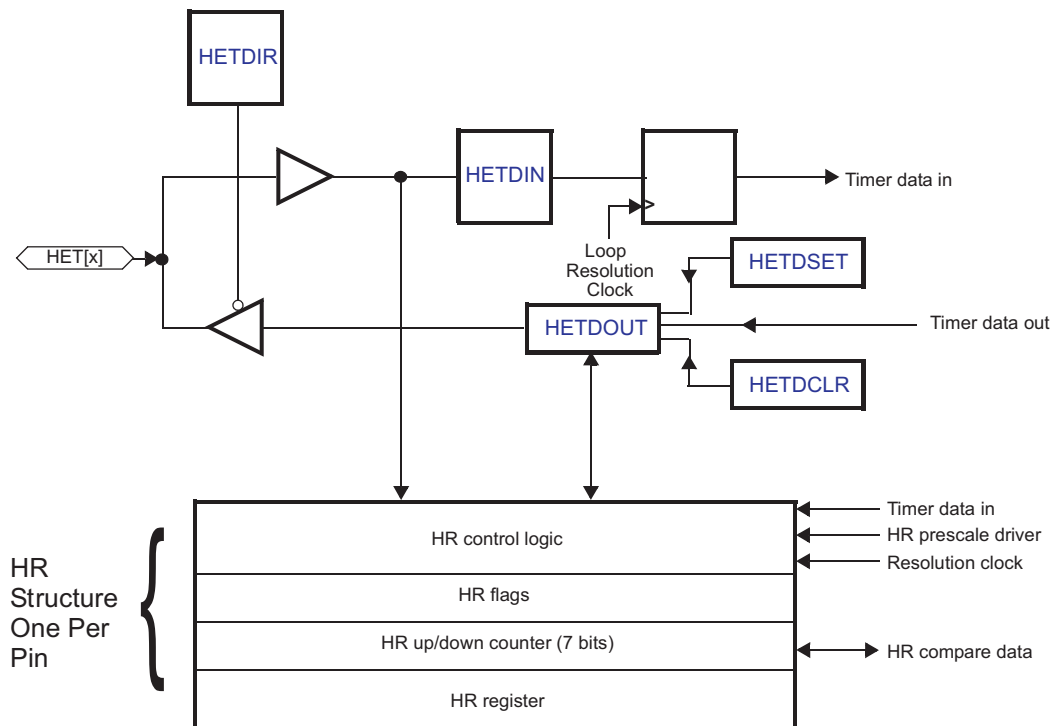 HETDIR
HETDIN
Timer data in
HET[x]
Loop
Resolution
Clock
>
HETDSET
HETDOUT
Timer data out
HETDCLR
HR
Structure
One Per
Pin
{
HR control logic
HR flags
HR up/down counter (7 bits)
HR register
Timer data in
HR prescale driver
Resolution clock
HR compare data